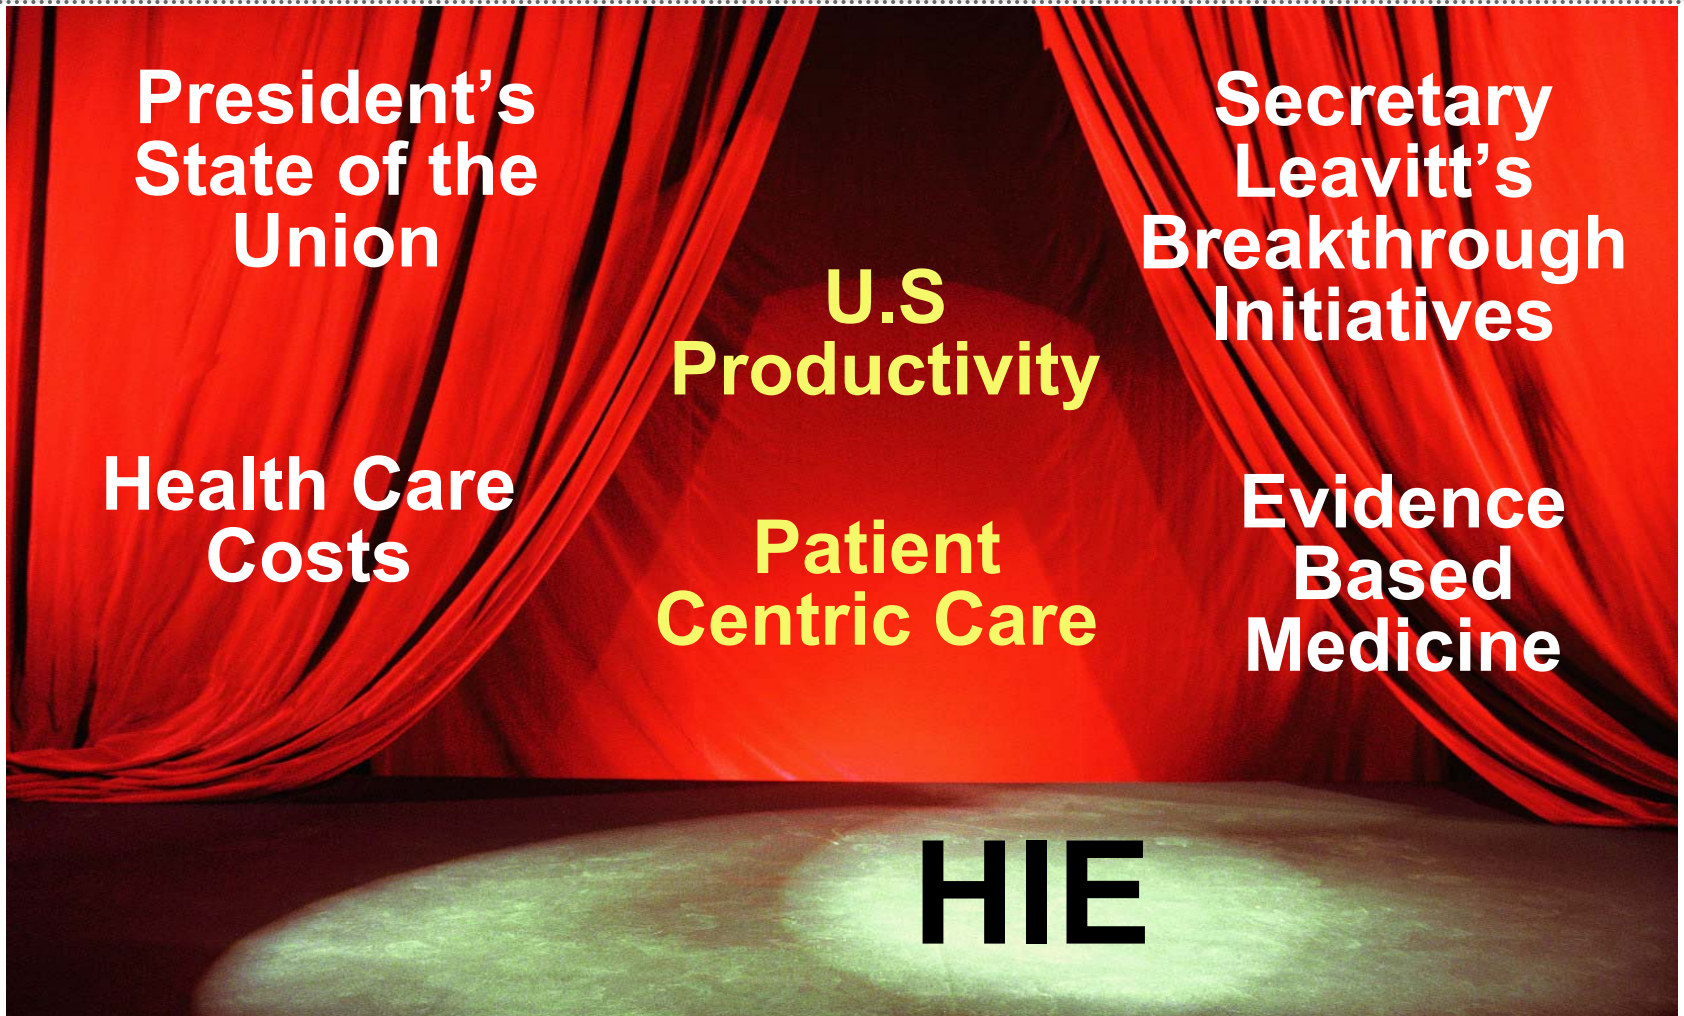 President’s
State of the
Union
Secretary
Leavitt’s
Breakthrough
Initiatives
U.S
Productivity
Health Care
Costs
Patient
Centric Care
Evidence
Based
Medicine
HIE